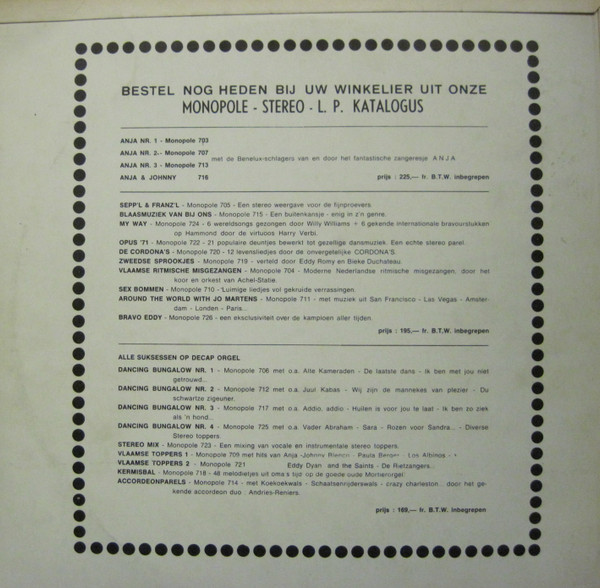 BESTEL NOG HEDEN BIJ UW WINKELIER UIT ONZE
MONOPOLE - STEREO - L. P. KATALOGUS
ANJA NR. 1 - Monopole 703
ANJA NR. 2 - Monopole 707
met de Benelux-schlagers van en door het fantastische zangeresje ANJA
ANJA NR. 3 - Monopole 713
ANJA & JOHNNY 716 prijs : 225,— fr. B.T.W. inbegrepen
SEPP'L & FRANZ'L - Monopole 705 - Een stereo weergave voor de fijnproevers
BLAASMUZIEK VAN BIJ ONS - Monopole 715 - Een buitenkansje - enig in z'n genre.
MY WAY - Monopole 724 - 6 wereldsongs gezongen door Willy Williams + 6 gekende internationale bravourstukken
op Hammond door de virtuoos Harry Verbi.
OPUS '71 - Monopole 722 - 21 populaire deuntjes bewerkt tot gezellige dansmuziek. Een echte stereo parel.
DE CORDONA'S - Monopole 720 - 12 levensliedjes door de onvergetelijke CORDONA'S.
ZWEEDSE SPROOKJES - Monopole 719 - verteld door Eddy Romy en Bieke Duchateau.
VLAAMSE RITMISCHE MISGEZANGEN - Monopole 704 - Moderne Nederlandse ritmische misgezangen, door het
koor en orkest van Achel-Statie.
SEX BOMMEN - Monopole 710 - Luimige liedjes vol gekruide verrassingen.
AROUND THE WORLD WITH JO MARTENS - Monopole 711 - met muziek uit San Francisco - Las Vegas - Amster-
dam - Londen - Paris...
BRAVO EDDY - Monopole 726 - een eksclusiviteit over de kampioen aller tijden.
prijs : 195,— fr. B.T.W. inbegrepen
ALLE SUKSESSEN OP DECAP ORGEL
DANCING BUNGALOW NR. 1 - Monopole 706 met o.a. Alte Kameraden - De laatste dans - Ik ben met jou niet
getrouwd...
DANCING BUNGALOW NR. 2 - Monopole 712 met o.a. Juul Kabas - Wij zijn de mannekes van plezier - Du
schwartze zigeuner.
DANCING BUNGALOW NR. 3 - Monopole 717 met o.a. Addio, addio - Huilen is voor jou te laat - Ik ben zo ziek
als 'n hond...
DANCING BUNGALOW NR. 4 - Monopole 725 met o.a. Vader Abraham - Sara - Rozen voor Sandra... - Diverse
Stereo toppers.
STEREO MIX - Monopole 723 - Een mixing van vocale en instrumentale stereo toppers.
VLAAMSE TOPPERS 1 - Monopole 709 met hits van Anja - Johnny Blenco - Paula Berger - Los Albinos -
VLAAMSE TOPPERS 2 - Monopole 721 Eddy Dyan and the Saints - De Rietzangers...
KERMISBAL - Monopole 718 - 48 melodietjes uit oma's tijd op de goede oude Mortierorgel
ACCORDEONPARELS - Monopole 714 - met Koekoekwals - Schaatsenrijderswals - crazy charleston... door het ge-
kende accordeon duo : Andries-Reniers.
prijs : 169,— fr. B.T.W. inbegrepen